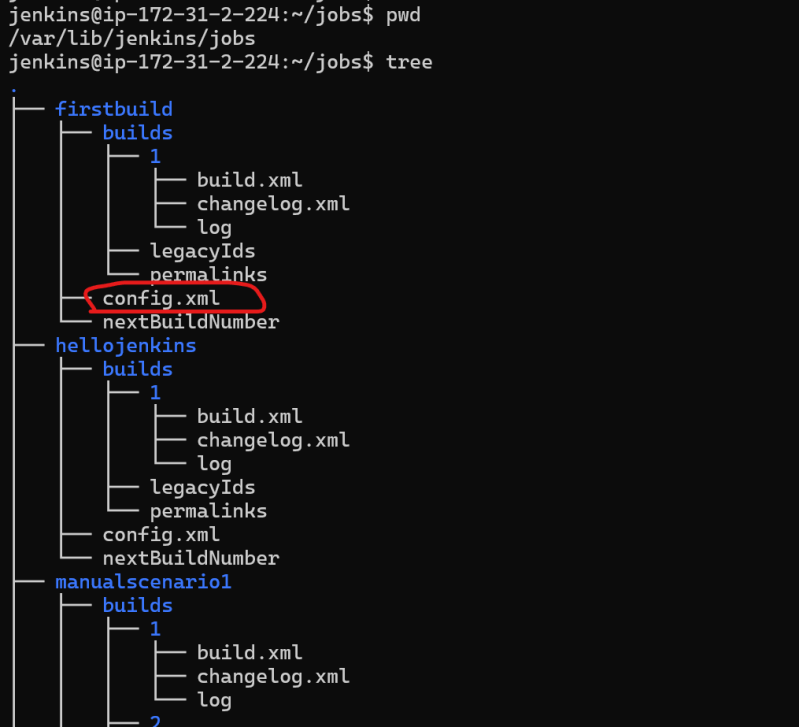 jenkins@ip-172-31-2-224:~/jobs$ pwd
/var/lib/jenkins/jobs
jenkins@ip-172-31-2-224:~/jobs$ tree
.
├── firstbuild
│   ├── builds
│   │   ├── 1
│   │   │   ├── build.xml
│   │   │   ├── changelog.xml
│   │   │   └── log
│   │   ├── legacyIds
│   │   └── permalinks
│   ├── config.xml
│   └── nextBuildNumber
├── hellojenkins
│   ├── builds
│   │   ├── 1
│   │   │   ├── build.xml
│   │   │   ├── changelog.xml
│   │   │   └── log
│   │   ├── legacyIds
│   │   └── permalinks
│   ├── config.xml
│   └── nextBuildNumber
├── manualscenario1
│   ├── builds
│   │   ├── 1
│   │   │   ├── build.xml
│   │   │   ├── changelog.xml
│   │   │   └── log
│   │   ├── 2